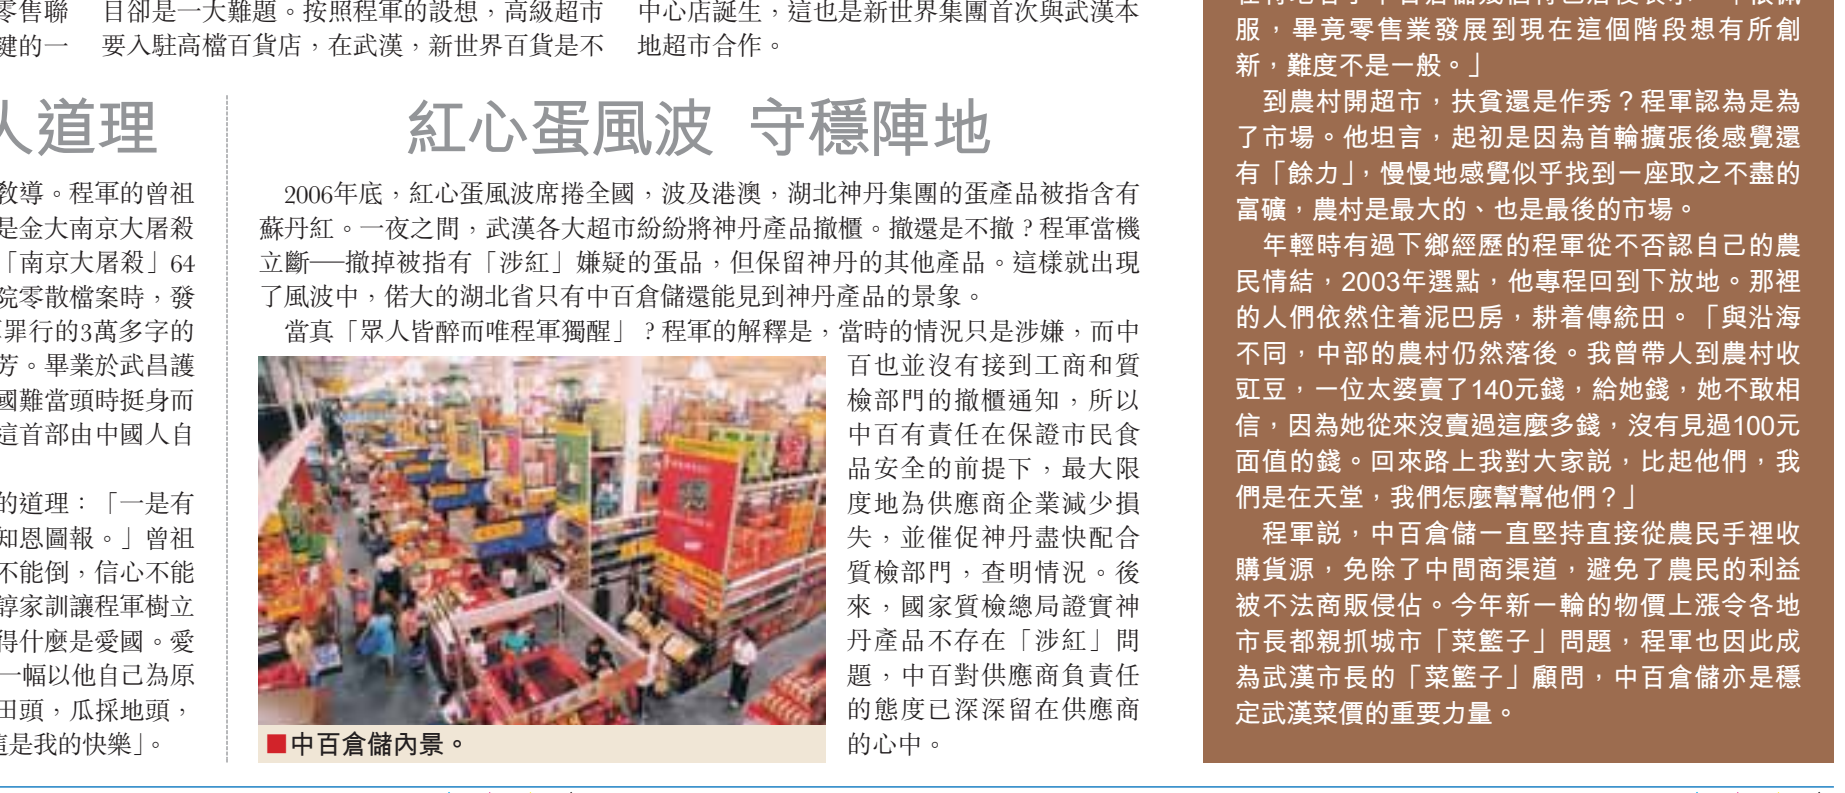 零售聯
鍵的一
目卻是一大難題。按照程軍的設想，高級超市
要入駐高檔百貨店，在武漢，新世界百貨是不
中心店誕生，這也是新世界集團首次與武漢本
地超市合作。
人道理
教導。程軍的曾祖
是金大南京大屠殺
「南京大屠殺」64
院零散檔案時，發
罪行的3萬多字的
芳。畢業於武昌護
國難當頭時挺身而
這首部由中國人自
的道理：「一是有
知恩圖報。」曾祖
不能倒，信心不能
諄家訓讓程軍樹立
得什麼是愛國。愛
一幅以他自己為原
田頭，瓜採地頭，
這是我的快樂」。
紅心蛋風波 守穩陣地
2006年底，紅心蛋風波席捲全國，波及港澳，湖北神丹集團的蛋產品被指含有
蘇丹紅。一夜之間，武漢各大超市紛紛將神丹產品撤櫃。撤還是不撤？程軍當機
立斷──撤掉被指有「涉紅」嫌疑的蛋品，但保留神丹的其他產品。這樣就出現
了風波中，偌大的湖北省只有中百倉儲還能見到神丹產品的景象。
當真「眾人皆醉而唯程軍獨醒」？程軍的解釋是，當時的情況只是涉嫌，而中
百也並沒有接到工商和質
檢部門的撤櫃通知，所以
中百有責任在保證市民食
品安全的前提下，最大限
度地為供應商企業減少損
失，並催促神丹盡快配合
質檢部門，查明情況。後
來，國家質檢總局證實神
丹產品不存在「涉紅」問
題，中百對供應商負責任
的態度已深深留在供應商
的心中。
■中百倉儲內景。
服，畢竟零售業發展到現在這個階段想有所創
新，難度不是一般。」
到農村開超市，扶貧還是作秀？程軍認為是為
了市場。他坦言，起初是因為首輪擴張後感覺還
有「餘力」，慢慢地感覺似乎找到一座取之不盡的
富礦，農村是最大的、也是最後的市場。
年輕時有過下鄉經歷的程軍從不否認自己的農
民情結，2003年選點，他專程回到下放地。那裡
的人們依然住着泥巴房，耕着傳統田。「與沿海
不同，中部的農村仍然落後。我曾帶人到農村收
豇豆，一位太婆賣了140元錢，給她錢，她不敢相
信，因為她從來沒賣過這麼多錢，沒有見過100元
面值的錢。回來路上我對大家説，比起他們，我
們是在天堂，我們怎麼幫幫他們？」
程軍説，中百倉儲一直堅持直接從農民手裡收
購貨源，免除了中間商渠道，避免了農民的利益
被不法商販侵佔。今年新一輪的物價上漲令各地
市長都親抓城市「菜籃子」問題，程軍也因此成
為武漢市長的「菜籃子」顧問，中百倉儲亦是穩
定武漢菜價的重要力量。